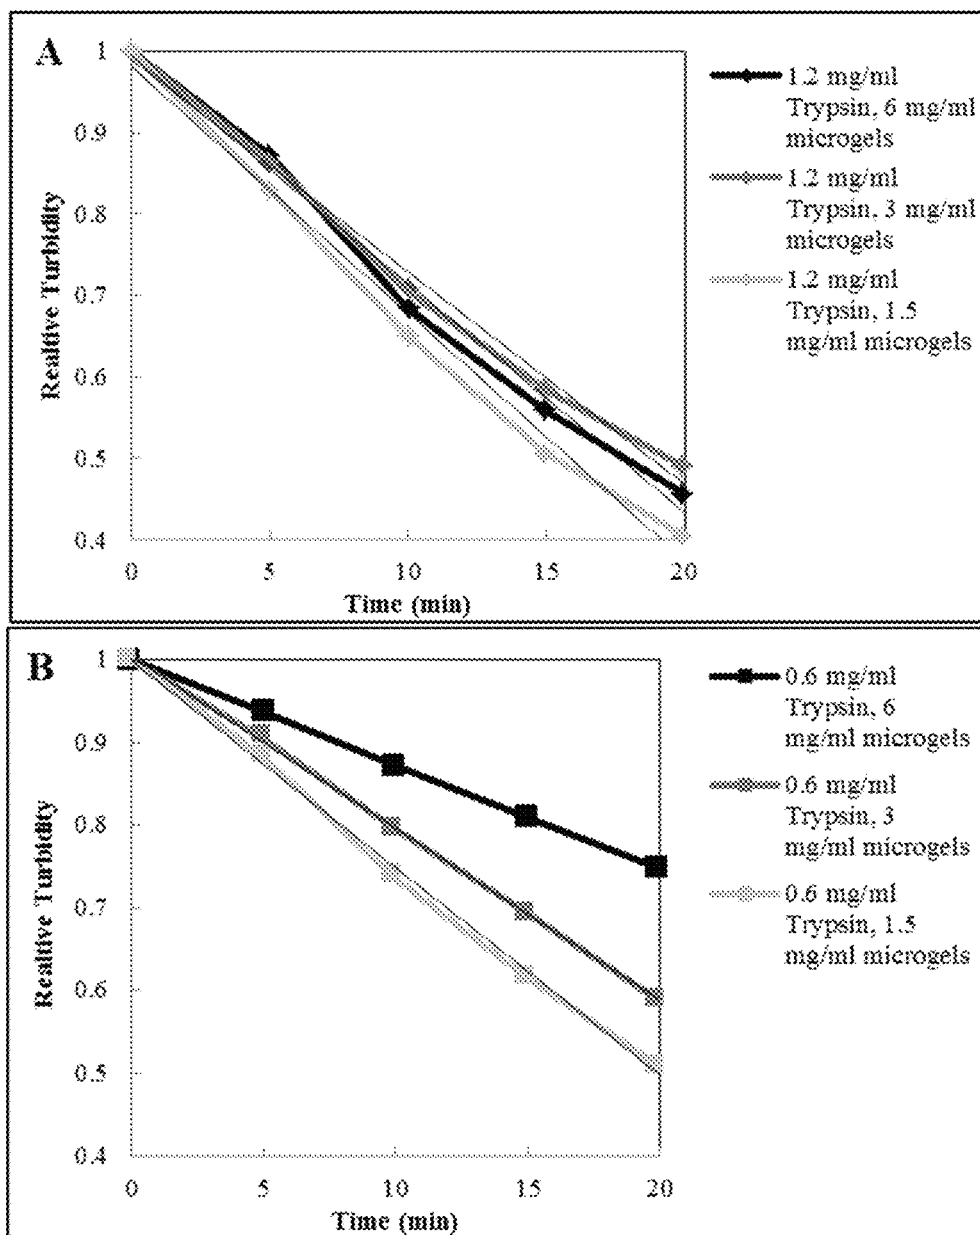 A
1
0.9
0.8
0.7
0.6
0.5
0.4
Realtive Turbidity
0
5
10
15
20
Time (min)
1.2 mg/ml
Trypsin, 6 mg/ml
microgels
1.2 mg/ml
Trypsin, 3 mg/ml
microgels
1.2 mg/ml
Trypsin, 1.5
mg/ml microgels
B
1
0.9
0.8
0.7
0.6
0.5
0.4
Realtive Turbidity
0
5
10
15
20
Time (min)
0.6 mg/ml
Trypsin, 6
mg/ml microgels
0.6 mg/ml
Trypsin, 3
mg/ml microgels
0.6 mg/ml
Trypsin, 1.5
mg/ml microgels